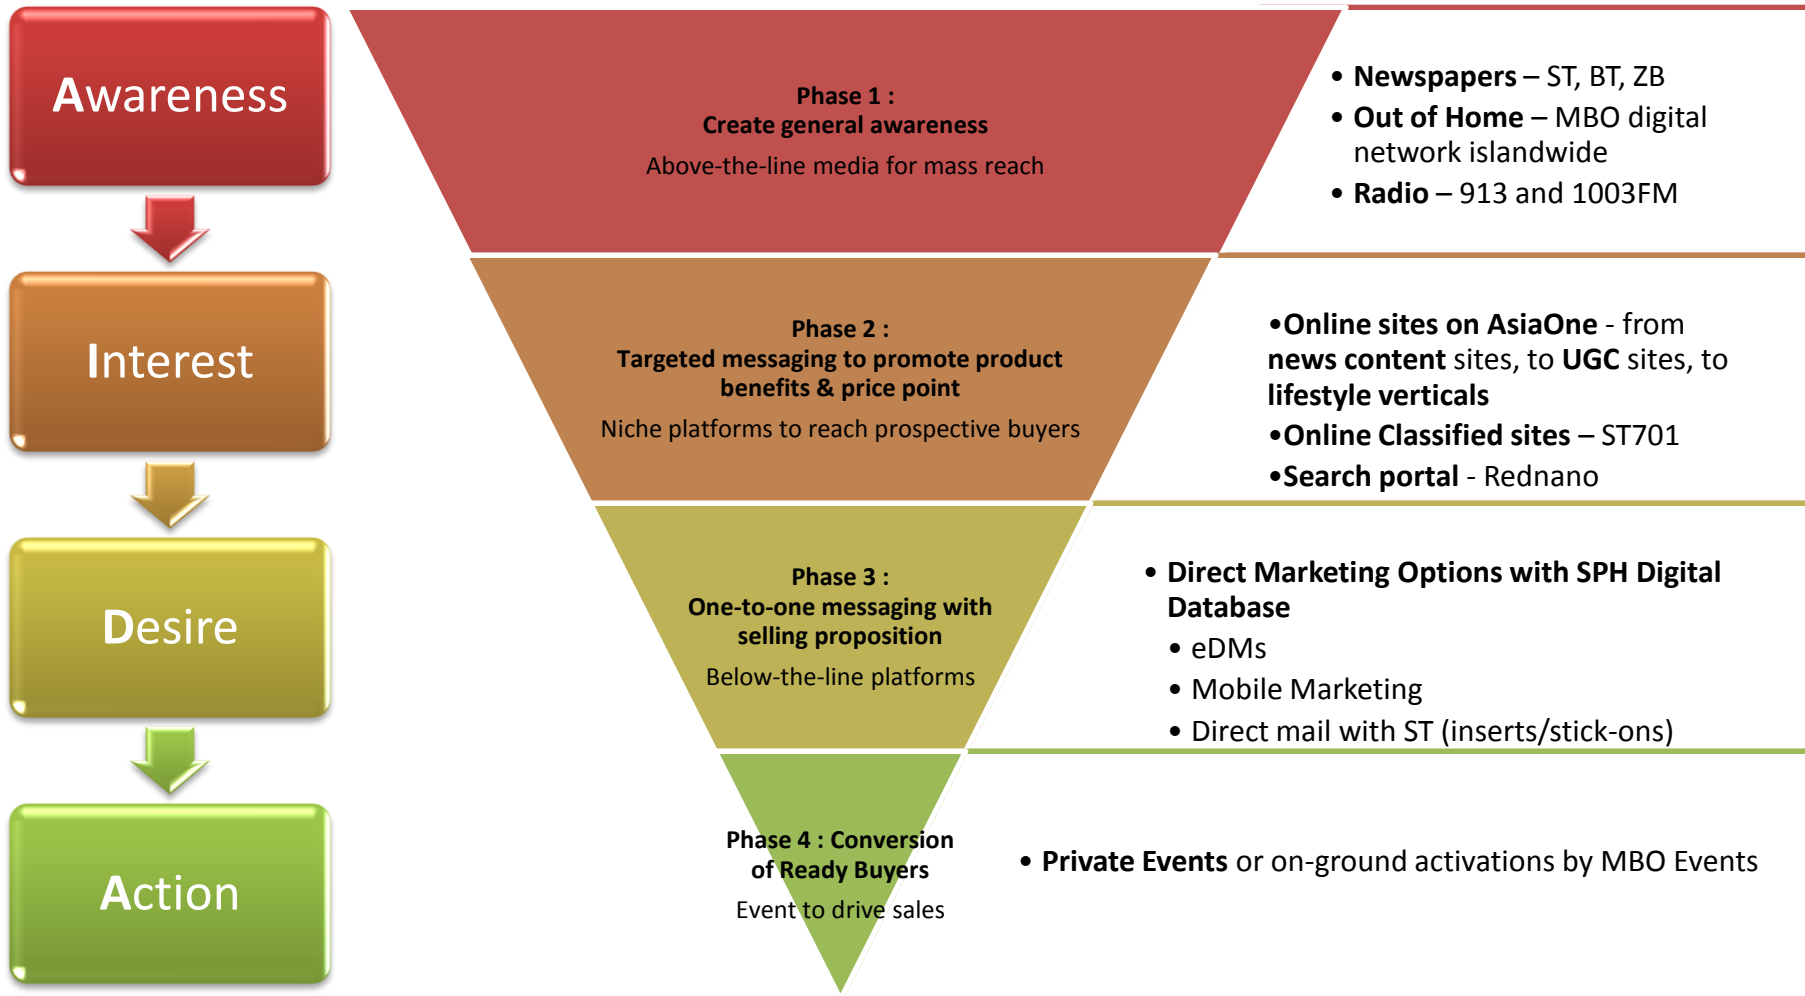 Awareness
Phase 1 :
Create general awareness
Above-the-line media for mass reach
• Newspapers – ST, BT, ZB
• Out of Home – MBO digital
network islandwide
• Radio – 913 and 1003FM
Interest
Phase 2 :
Targeted messaging to promote product
benefits & price point
Niche platforms to reach prospective buyers
•Online sites on AsiaOne - from
news content sites, to UGC sites, to
lifestyle verticals
•Online Classified sites – ST701
•Search portal - Rednano
Desire
Phase 3 :
One-to-one messaging with
selling proposition
Below-the-line platforms
• Direct Marketing Options with SPH Digital
Database
• eDMs
• Mobile Marketing
• Direct mail with ST (inserts/stick-ons)
Action
Phase 4 : Conversion
of Ready Buyers
Event to drive sales
• Private Events or on-ground activations by MBO Events